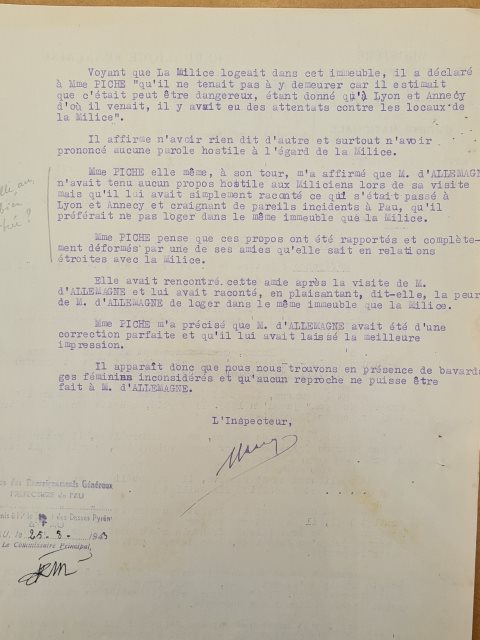 Voyant que La Milice logeait dans cet immeuble, il a déclaré
à Mme PICHE "qu'il ne tenait pas à y demeurer car il estimait
que c'était peut être dangereux, étant donné qu'à Lyon et Annecy
d'où il venait, il y avait eu des attentats contre les locaux de
la Milice".
Il affirme n'avoir rien dit d'autre et surtout n'avoir
prononcé aucune parole hostile à l'égard de la Milice.
Mme PICHE elle même, à son tour, m'a affirmé que M. d'ALLEMAGNE
n'avait tenu aucun propos hostile aux Miliciens lors de sa visite
mais qu'il lui avait simplement raconté ce qui s'était passé à
Lyon et Annecy et craignant de pareils incidents à Pau, qu'il
préférait ne pas loger dans le même immeuble que la Milice.
Mme PICHE pense que ces propos ont été rapportés et complète-
ment déformés par une de ses amies qu'elle sait en relations
étroites avec la Milice.
Elle avait rencontré cette amie après la visite de M.
d'ALLEMAGNE et lui avait raconté, en plaisantant, dit-elle, la peur
de M. d'ALLEMAGNE de loger dans le même immeuble que la Milice.
Mme PICHE m'a précisé que M. d'ALLEMAGNE avait été d'une
correction parfaite et qu'il lui avait laissé la meilleure
impression.
Il apparaît donc que nous nous trouvons en présence de bavarda
ges féminins inconsidérés et qu'aucun reproche ne puisse être
fait à M. d'ALLEMAGNE.
L'Inspecteur,
des Renseignements Généraux
PREFECTURE de PAU
des Basses Pyrén
AU, le 25-8-1943
Le Commissaire Principal,